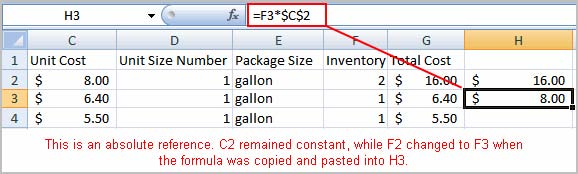 H3 fx =F3*$C$2
C D E F G H
1 Unit Cost Unit Size Number Package Size Inventory Total Cost
2 $ 8.00 1 gallon 2 $ 16.00 $ 16.00
3 $ 6.40 1 gallon 1 $ 6.40 $ 8.00
4 $ 5.50 1 gallon 1 $ 5.50
This is an absolute reference. C2 remained constant, while F2 changed to F3 when
the formula was copied and pasted into H3.